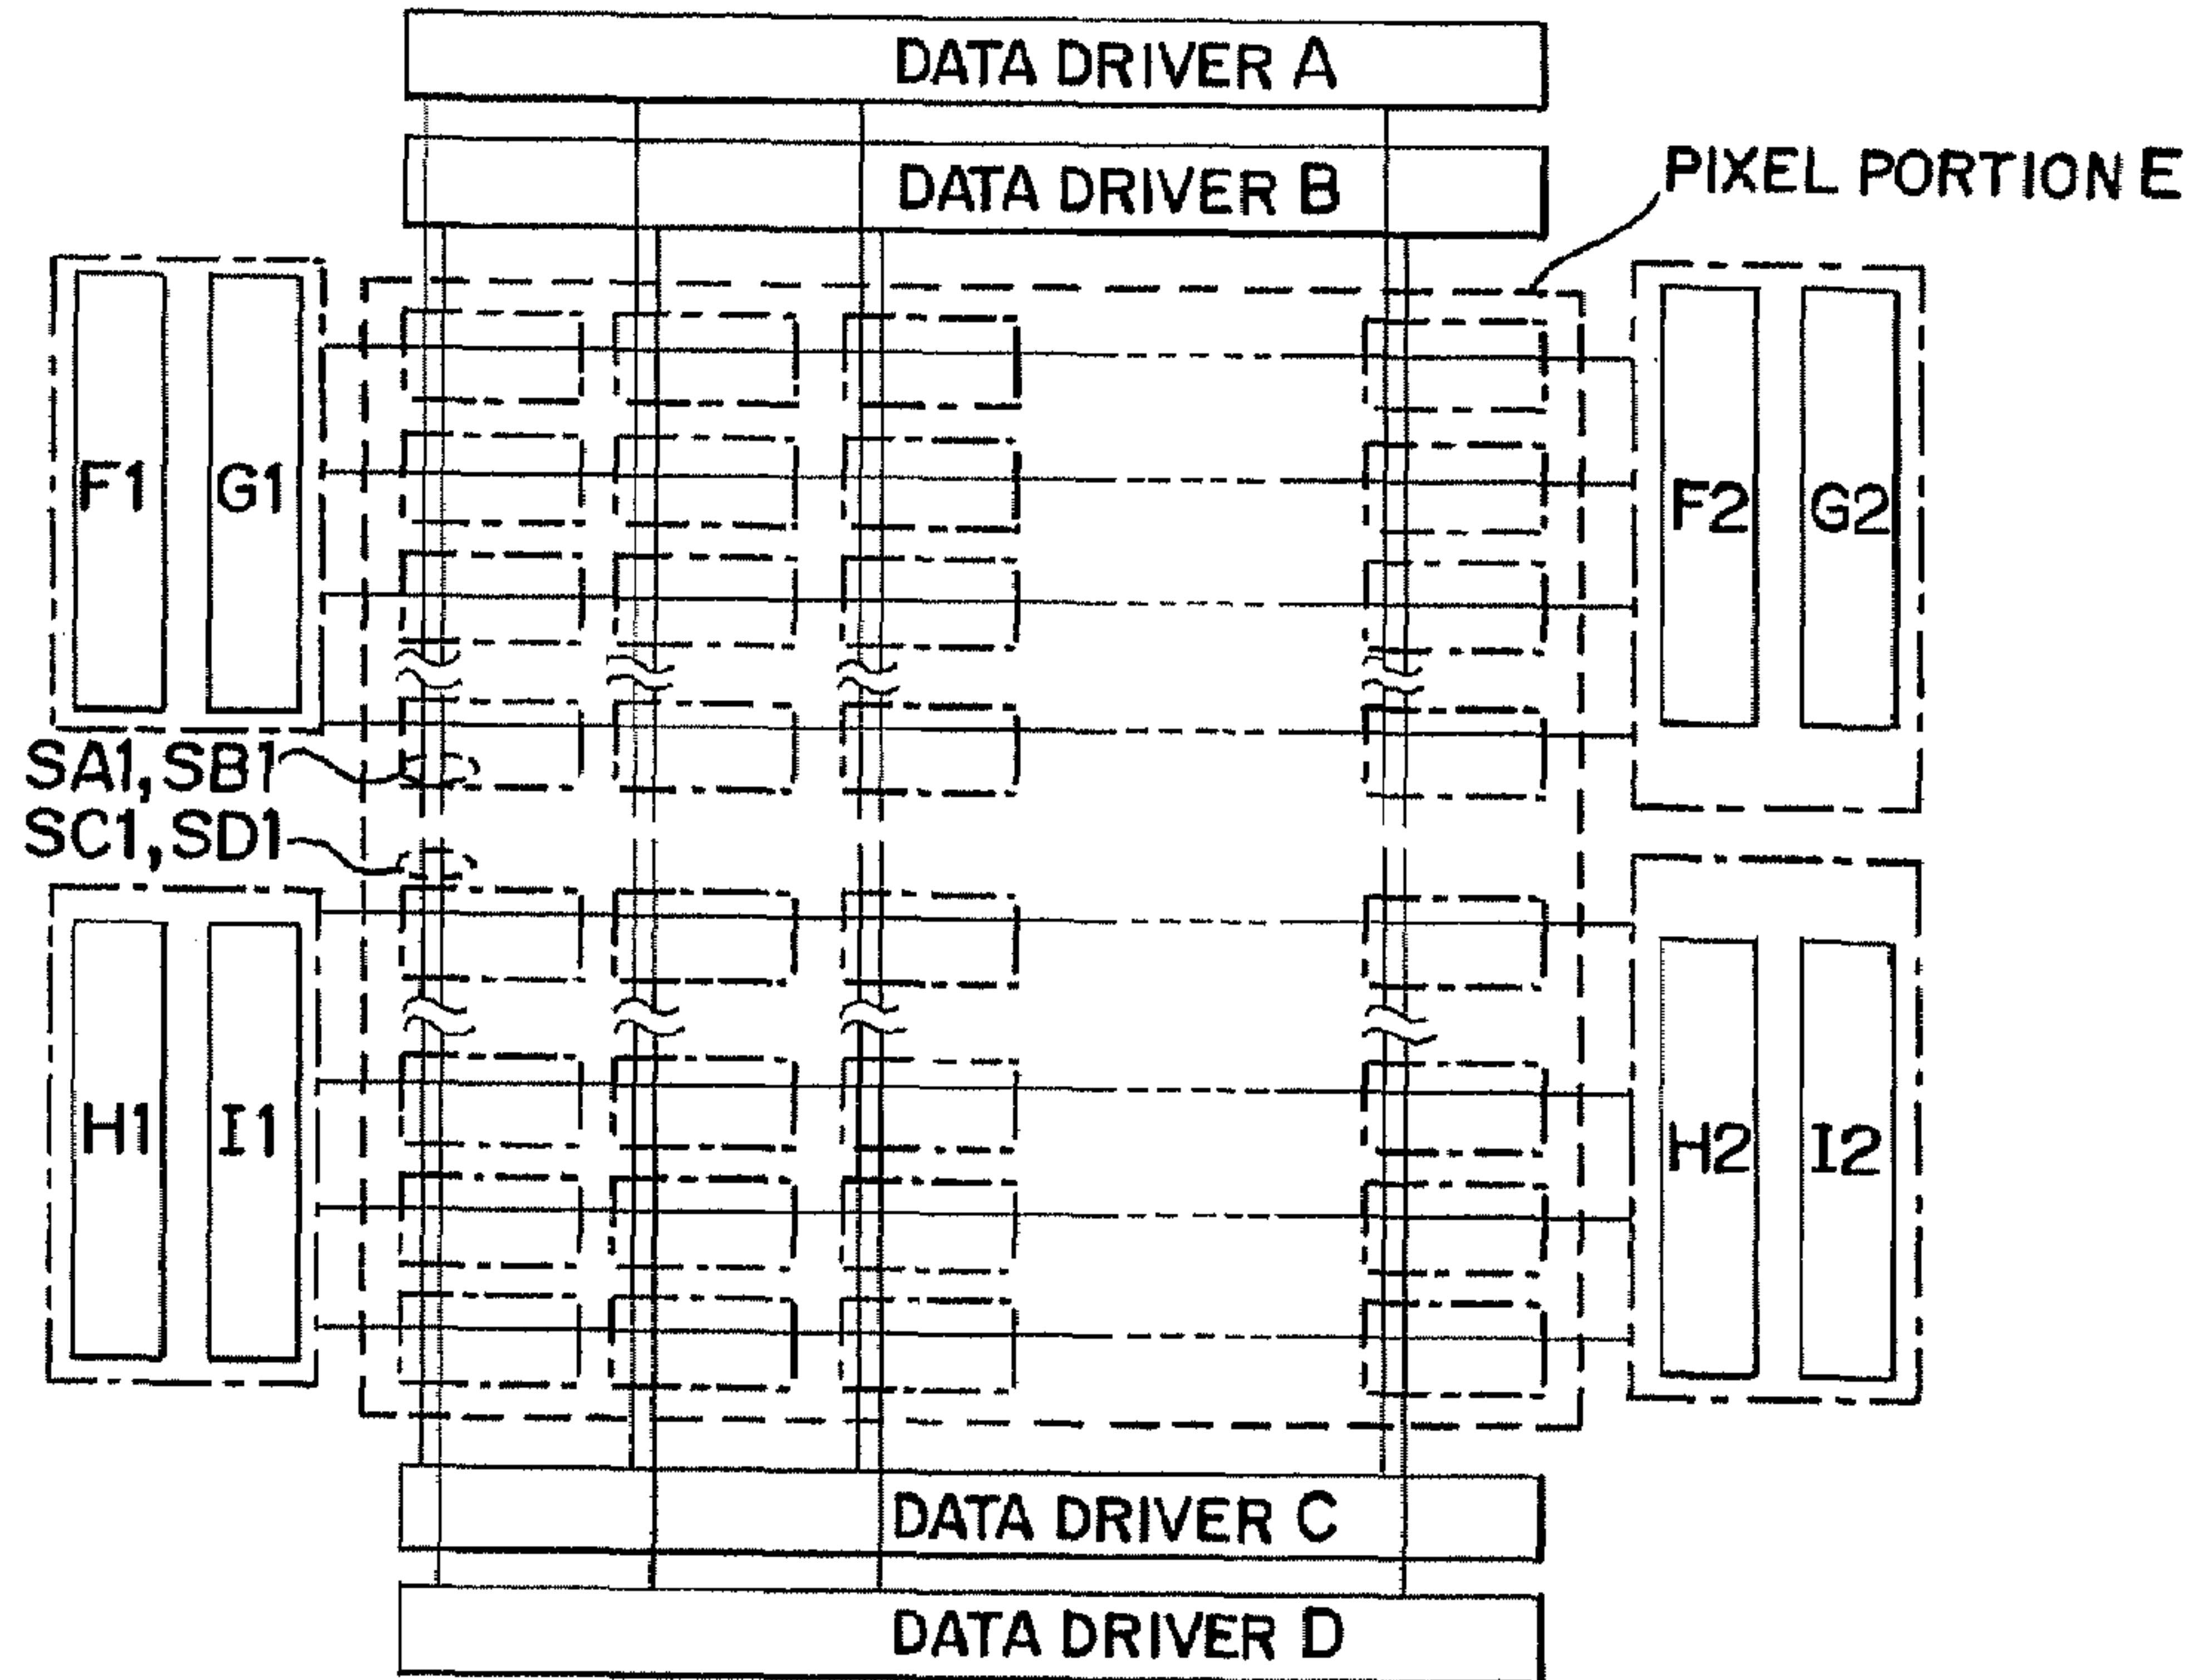 DATA DRIVER A
DATA DRIVER B
PIXEL PORTION E
F1
G1
F2
G2
SA1,SB1
SC1,SD1
H1
I1
H2
I2
DATA DRIVER C
DATA DRIVER D